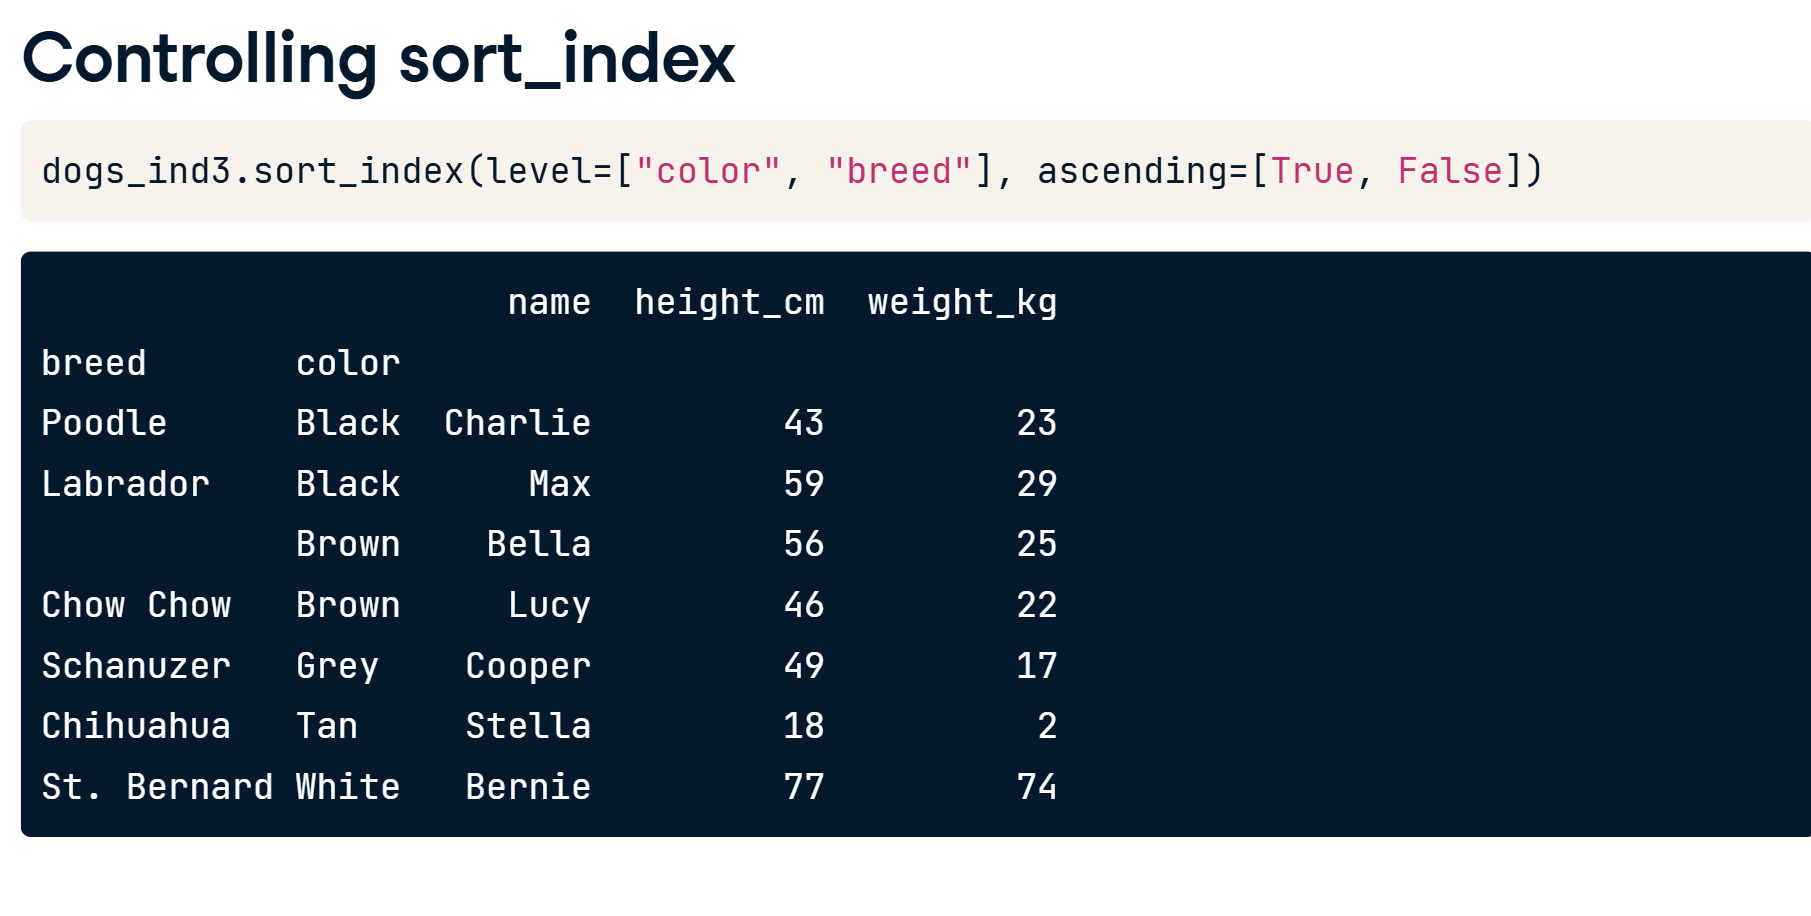 Controlling sort_index
dogs_ind3.sort_index(level=["color", "breed"], ascending=[True, False])
name height_cm weight_kg
breed color
Poodle Black Charlie 43 23
Labrador Black Max 59 29
Brown Bella 56 25
Chow Chow Brown Lucy 46 22
Schanuzer Grey Cooper 49 17
Chihuahua Tan Stella 18 2
St. Bernard White Bernie 77 74